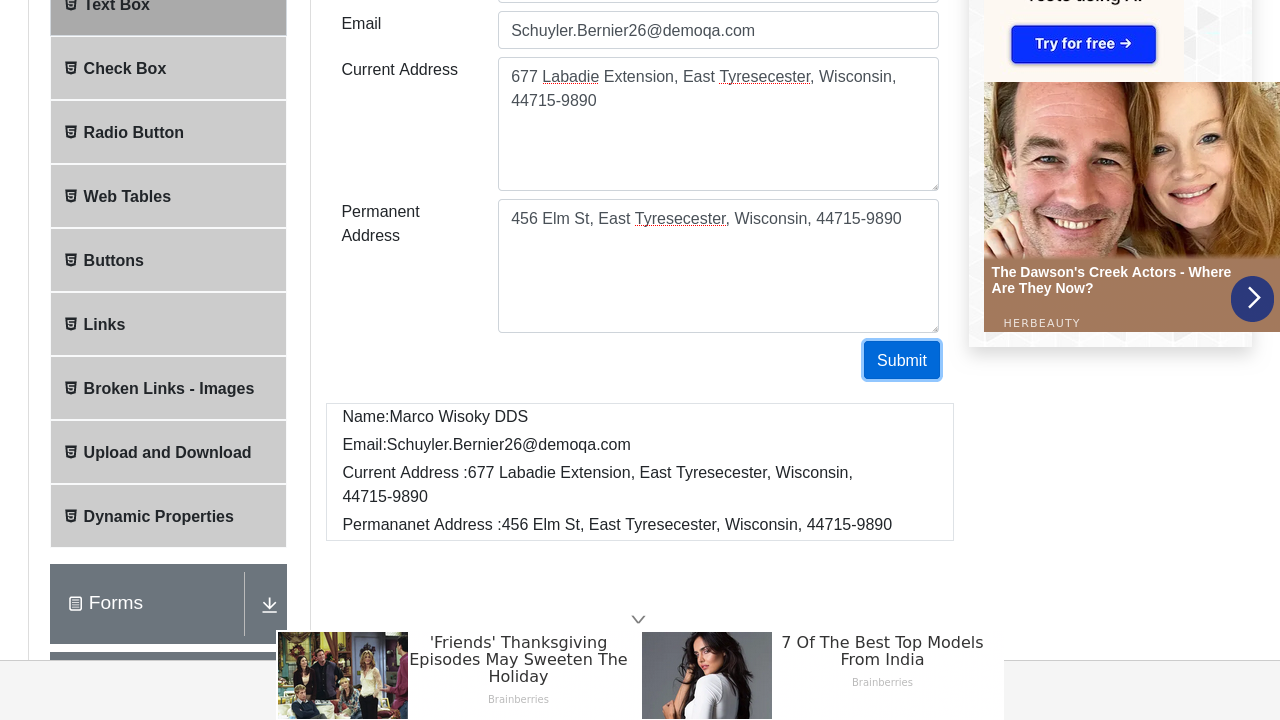 Text Box
Email
Schuyler.Bernier26@demoqa.com
Try for free →
Check Box
Current Address
677 Labadie Extension, East Tyresecester, Wisconsin,
44715-9890
Radio Button
Web Tables
Permanent
Address
456 Elm St, East Tyresecester, Wisconsin, 44715-9890
Buttons
The Dawson's Creek Actors - Where
Are They Now?
HERBEAUTY
Links
Submit
Broken Links - Images
Name:Marco Wisoky DDS
Email:Schuyler.Bernier26@demoqa.com
Upload and Download
Current Address :677 Labadie Extension, East Tyresecester, Wisconsin,
44715-9890
Dynamic Properties
Permananet Address :456 Elm St, East Tyresecester, Wisconsin, 44715-9890
Forms
'Friends' Thanksgiving
Episodes May Sweeten The
Holiday
Brainberries
7 Of The Best Top Models
From India
Brainberries